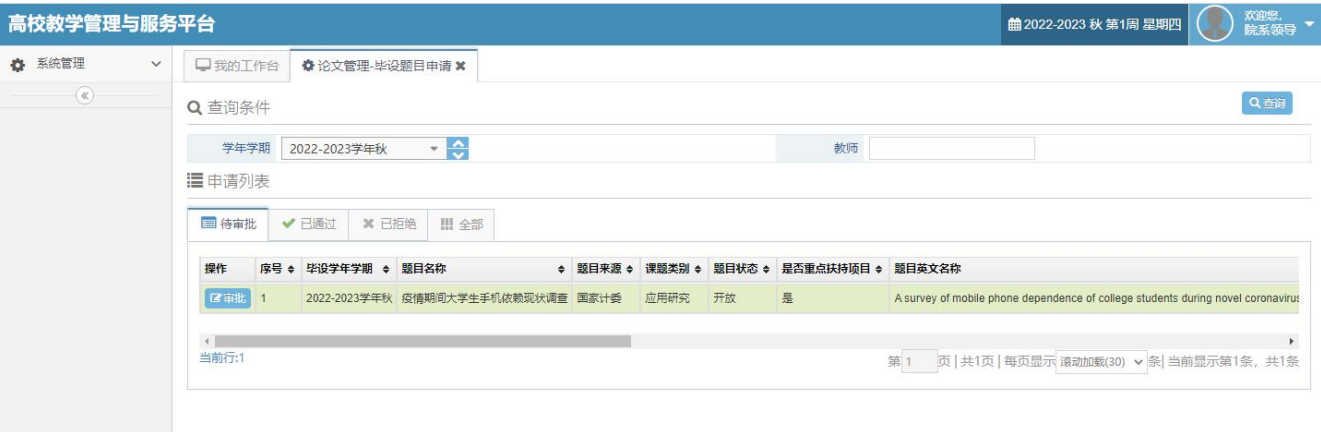 高校教学管理与服务平台
2022-2023 秋 第1周 星期四
欢迎您,
院系领导
系统管理
我的工作台
论文管理-毕设题目申请
查询条件
查询
学年学期
2022-2023学年秋
教师
申请列表
待审批
已通过
已拒绝
全部
操作 序号 毕设学年学期 题目名称 题目来源 课题类别 题目状态 是否重点扶持项目 题目英文名称
审批 1 2022-2023学年秋 疫情期间大学生手机依赖现状调查 国家计委 应用研究 开放 是 A survey of mobile phone dependence of college students during novel coronavirus
当前行:1
第 1 页 | 共1页 | 每页显示 滚动加载(30) 条| 当前显示第1条，共1条